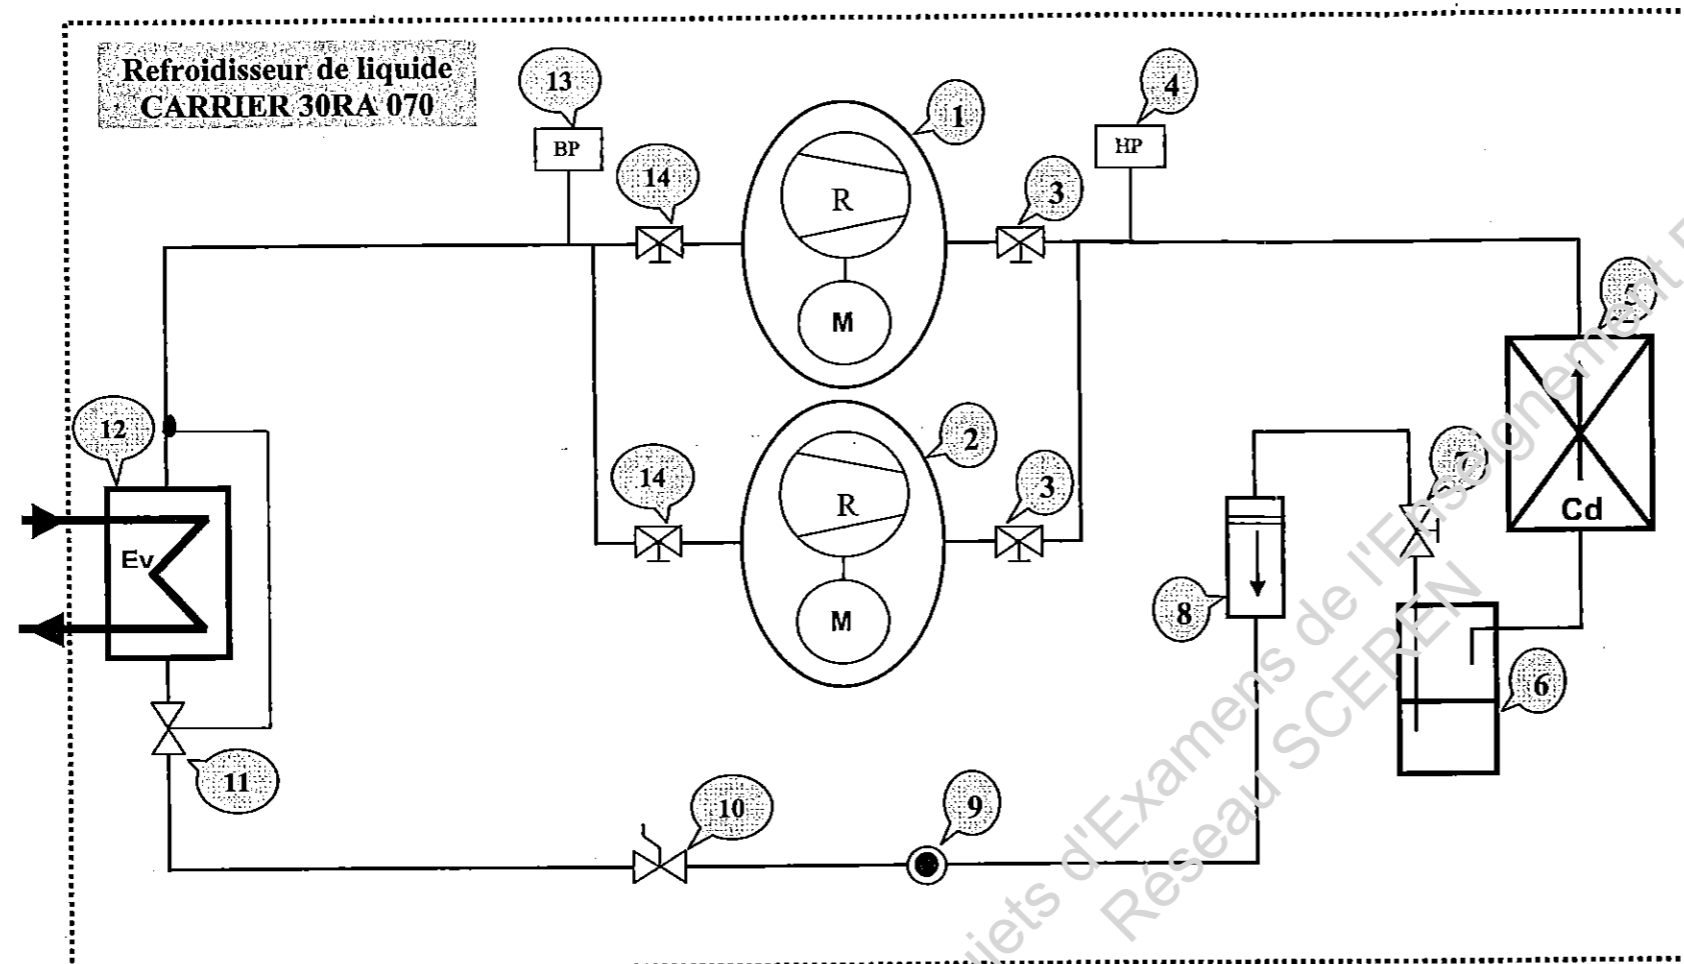 Refroidisseur de liquide
CARRIER 30RA 070
13
BP
14
1
R
M
4
HP
3
5
Cd
12
Ev
14
2
R
M
3
7
8
6
11
10
9
jets d'Examens de l'Enseignement
Réseau SCEREN